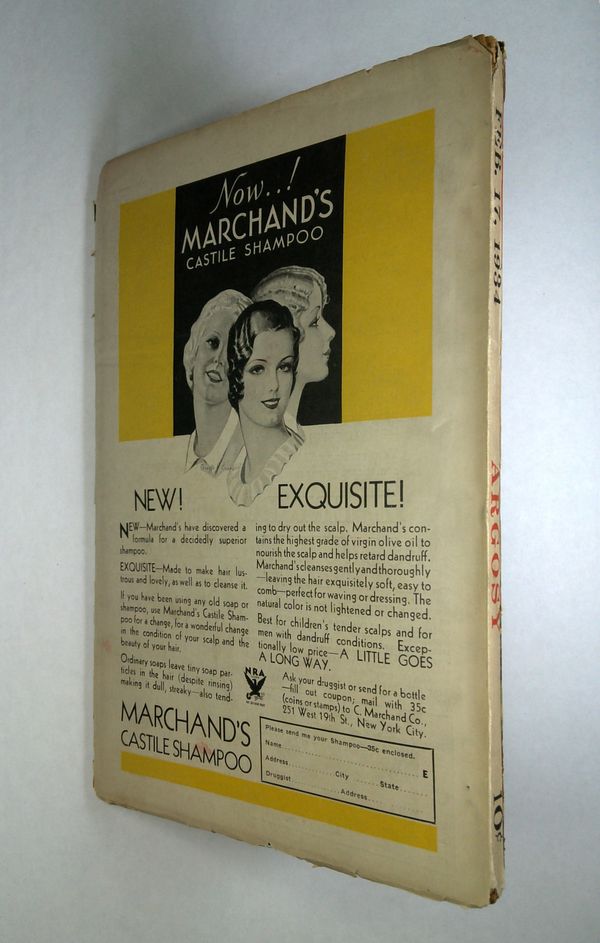 Now..!
MARCHAND'S
CASTILE SHAMPOO
NEW!
EXQUISITE!
NEW—Marchand's have discovered a
formula for a decidedly superior
shampoo.
EXQUISITE—Made to make hair lus-
trous and lovely, as well as to cleanse it.
If you have been using any old soap or
shampoo, use Marchand's Castile Sham-
poo for a change, for a wonderful change
in the condition of your scalp and the
beauty of your hair.
Ordinary soaps leave tiny soap par-
ticles in the hair (despite rinsing)
making it dull, streaky—also tend-
ing to dry out the scalp. Marchand's con-
tains the highest grade of virgin olive oil to
nourish the scalp and helps retard dandruff.
Marchand's cleanses gently and thoroughly
—leaving the hair exquisitely soft, easy to
comb—perfect for waving or dressing. The
natural color is not lightened or changed.
Best for children's tender scalps and for
men with dandruff conditions. Excep-
tionally low price—A LITTLE GOES
A LONG WAY.
NRA
Ask your druggist or send for a bottle
—fill out coupon; mail with 35c
(coins or stamps) to C. Marchand Co.,
251 West 19th St., New York City.
MARCHAND'S
CASTILE SHAMPOO
Please send me your Shampoo—35c enclosed.
E
Name
Address City State
Druggist Address
FEB. 17, 1934
ARGOSY
10¢